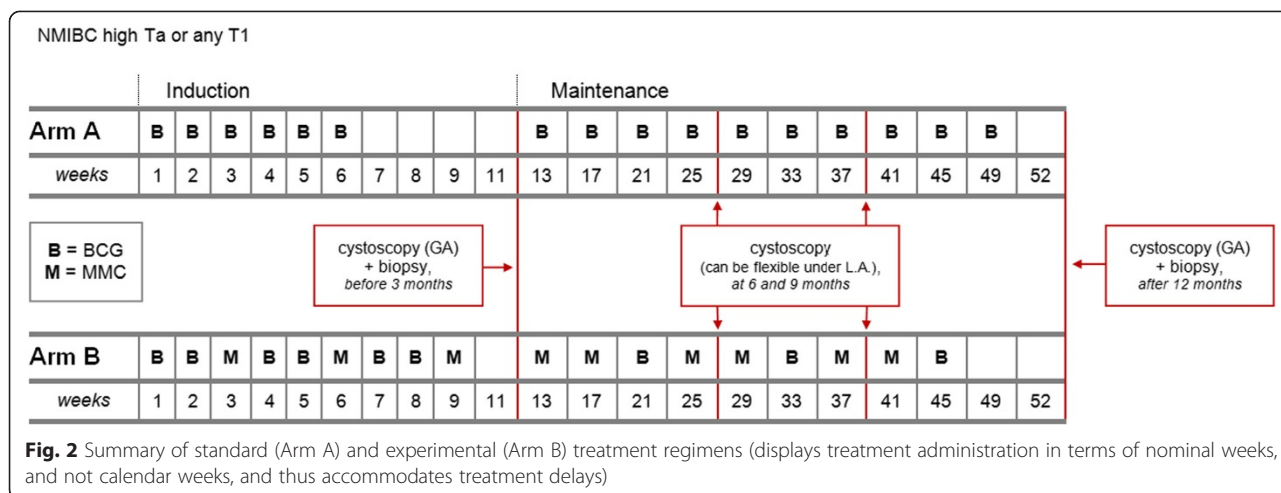 NMIBC high Ta or any T1
Induction Maintenance
Arm A B B B B B B B B B B B B B B B B
weeks 1 2 3 4 5 6 7 8 9 11 13 17 21 25 29 33 37 41 45 49 52
B = BCG
M = MMC
cystoscopy (GA)
+ biopsy,
before 3 months
cystoscopy
(can be flexible under L.A.),
at 6 and 9 months
cystoscopy (GA)
+ biopsy,
after 12 months
Arm B B B M B B M B B M M M B M M B M M B
weeks 1 2 3 4 5 6 7 8 9 11 13 17 21 25 29 33 37 41 45 49 52
Fig. 2 Summary of standard (Arm A) and experimental (Arm B) treatment regimens (displays treatment administration in terms of nominal weeks,
and not calendar weeks, and thus accommodates treatment delays)